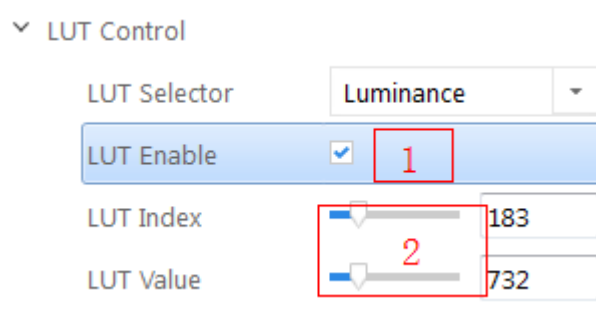 LUT Control
LUT Selector Luminance
LUT Enable 1
LUT Index 183
2
LUT Value 732